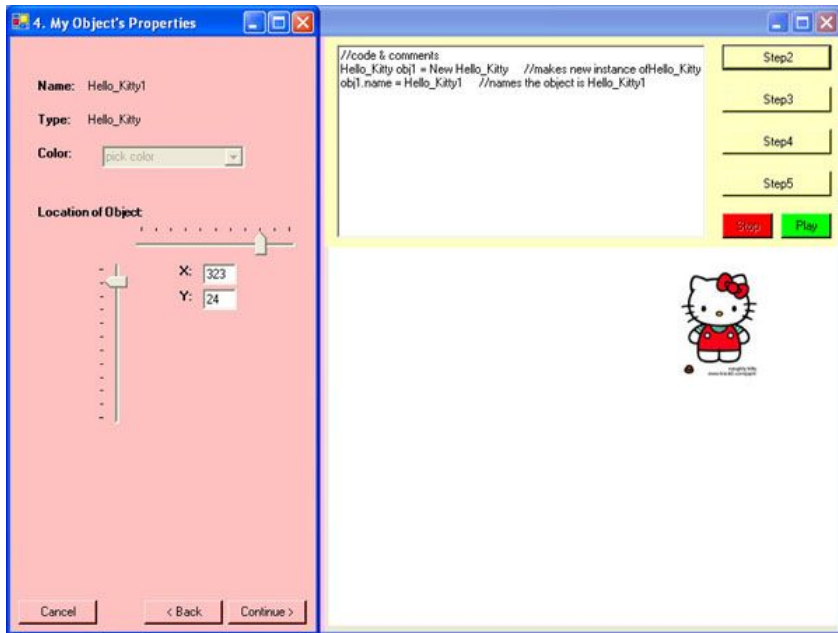 4. My Object's Properties
Name: Hello_Kitty1
Type: Hello_Kitty
Color: pick color
Location of Object:
X: 323
Y: 24
Cancel
< Back
Continue >
//code & comments
Hello_Kitty obj1 = New Hello_Kitty //makes new instance ofHello_Kitty
obj1.name = Hello_Kitty1 //names the object is Hello_Kitty1
Step2
Step3
Step4
Step5
Stop
Play
naughty kitty